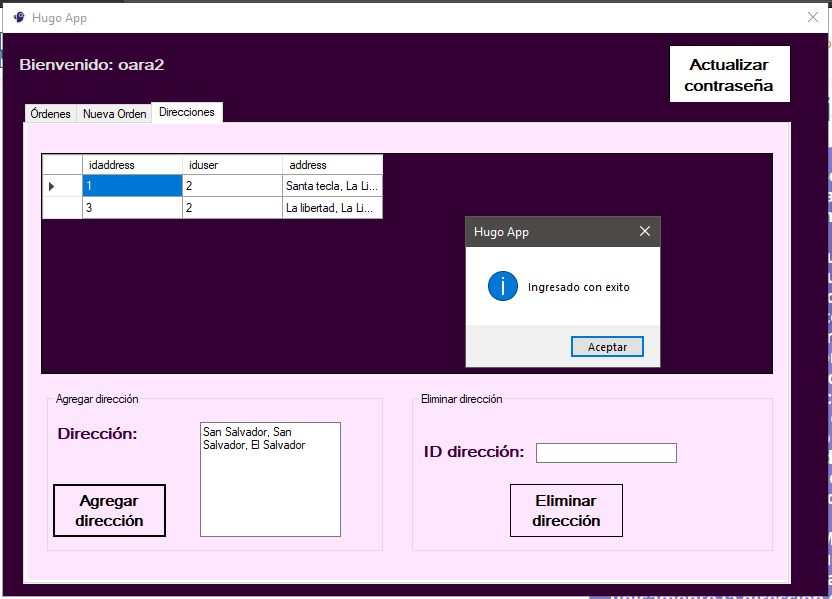 Hugo App
Bienvenido: oara2
Actualizar
contraseña
Órdenes Nueva Orden Direcciones
idaddress iduser address
1 2 Santa tecla, La Li...
3 2 La libertad, La Li...
Hugo App
Ingresado con exito
Aceptar
Agregar dirección
Dirección:
San Salvador, San
Salvador, El Salvador
Agregar
dirección
Eliminar dirección
ID dirección:
Eliminar
dirección